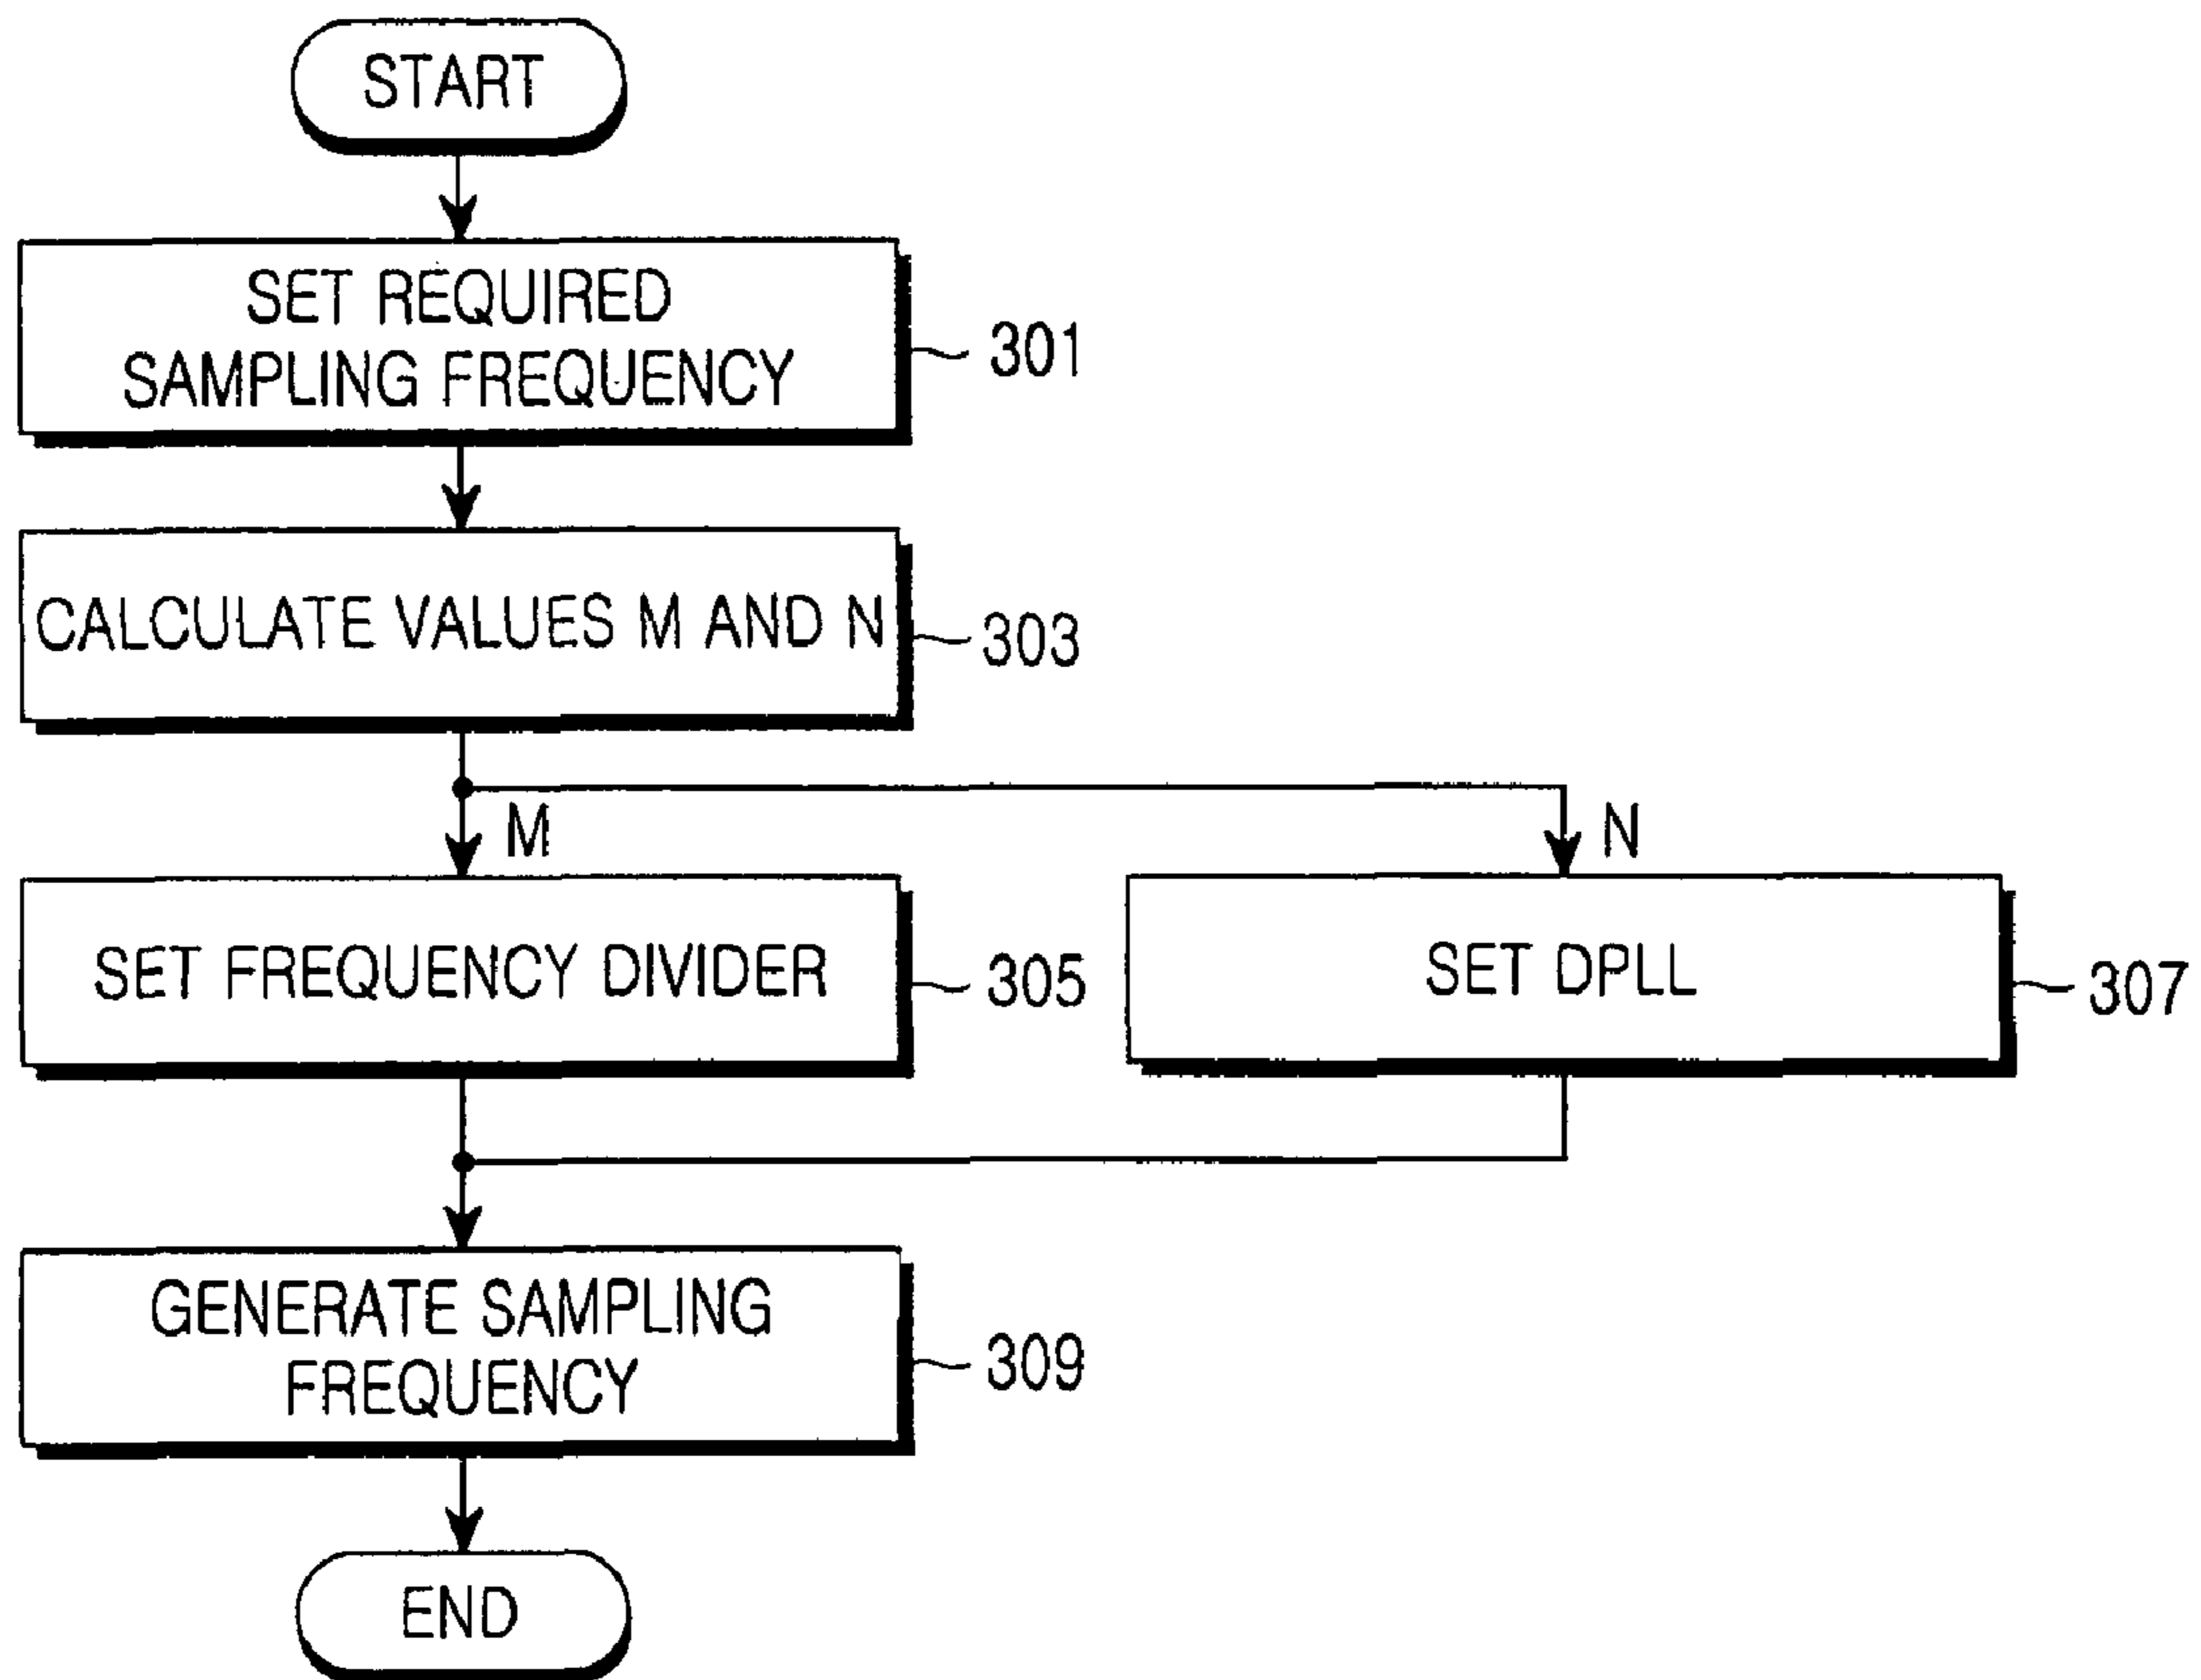 START
SET REQUIRED
SAMPLING FREQUENCY
301
CALCULATE VALUES M AND N
303
M
N
SET FREQUENCY DIVIDER
305
SET DPLL
307
GENERATE SAMPLING
FREQUENCY
309
END